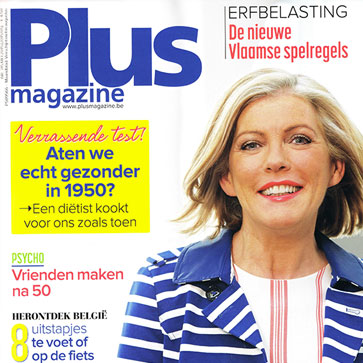 Plus
magazine
www.plusmagazine.be
ERFBELASTING
De nieuwe
Vlaamse spelregels
Verrassende test!
Aten we
echt gezonder
in 1950?
→Een diëtist kookt
voor ons zoals toen
PSYCHO
Vrienden maken
na 50
HERONTDEK BELGIË
8 uitstapjes
te voet of
op de fiets